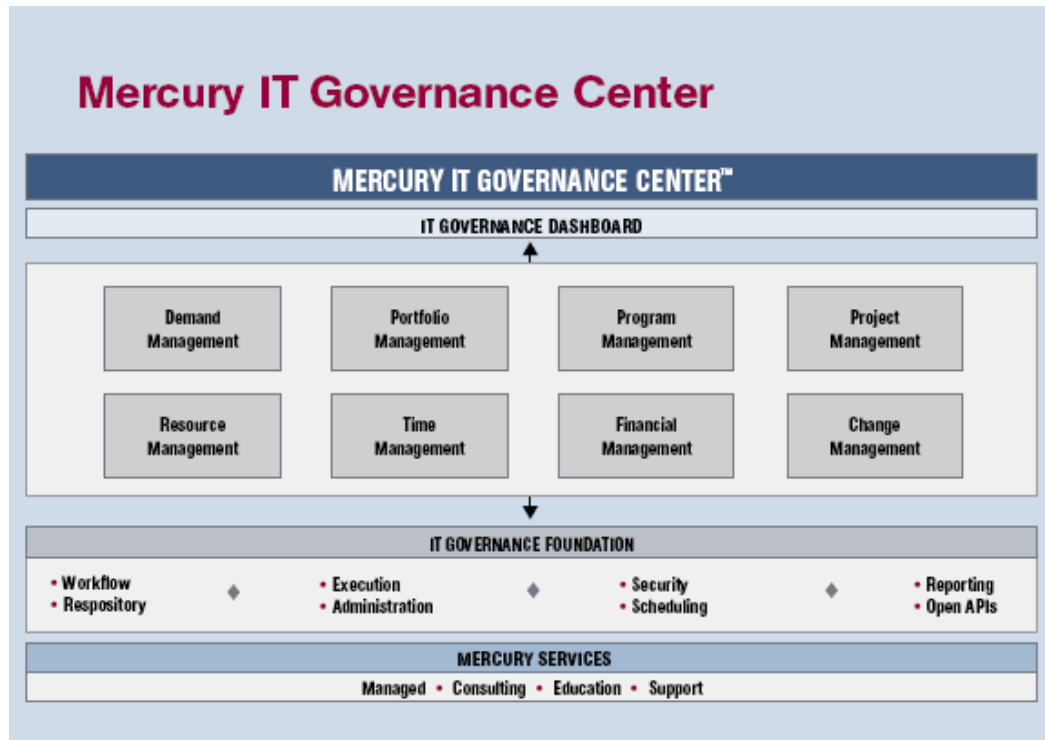 Mercury IT Governance Center
MERCURY IT GOVERNANCE CENTER™
IT GOVERNANCE DASHBOARD
Demand
Management
Portfolio
Management
Program
Management
Project
Management
Resource
Management
Time
Management
Financial
Management
Change
Management
IT GOVERNANCE FOUNDATION
• Workflow
• Respository
• Execution
• Administration
• Security
• Scheduling
• Reporting
• Open APIs
MERCURY SERVICES
Managed • Consulting • Education • Support